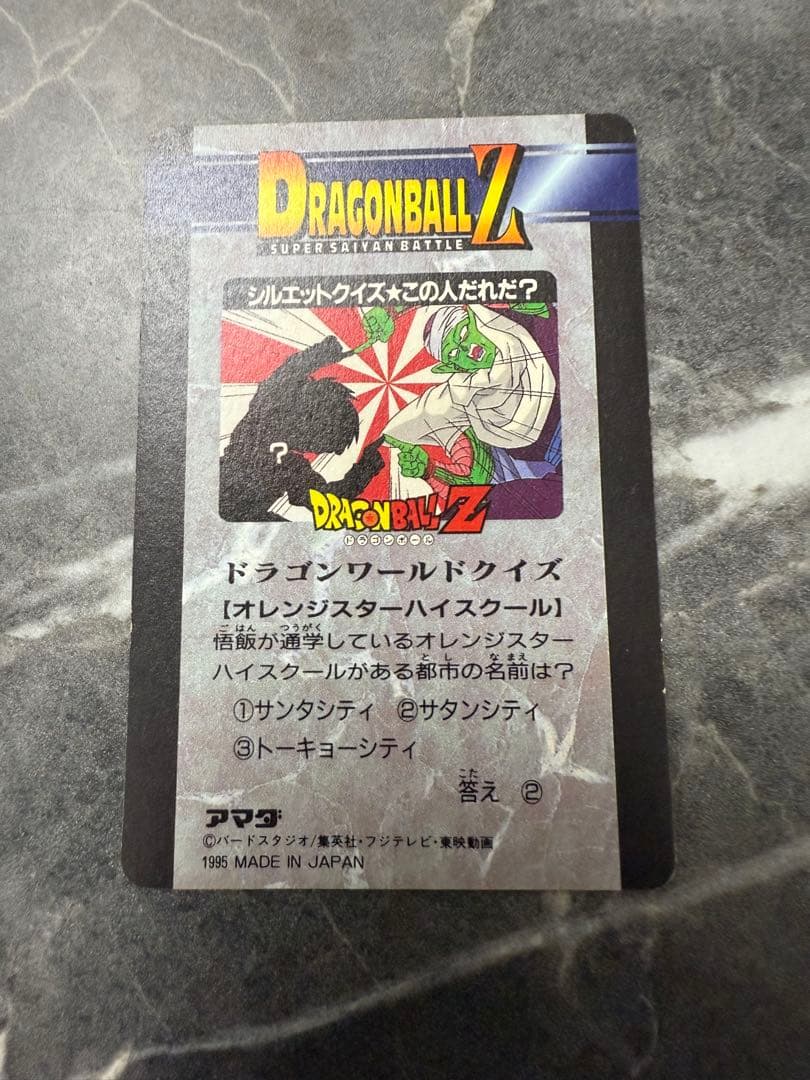 DRAGONBALL Z
SUPER SAIYAN BATTLE
シルエットクイズ★この人だれだ？
?
DRAGONBALL Z
ドラゴンボール
ドラゴンワールドクイズ
【オレンジスターハイスクール】
ごはん つうがく
悟飯が通学しているオレンジスター
とし なまえ
ハイスクールがある都市の名前は？
①サンタシティ ②サタンシティ
③トーキョーシティ
こた
答え ②
アマダ
©バードスタジオ/集英社・フジテレビ・東映動画
1995 MADE IN JAPAN